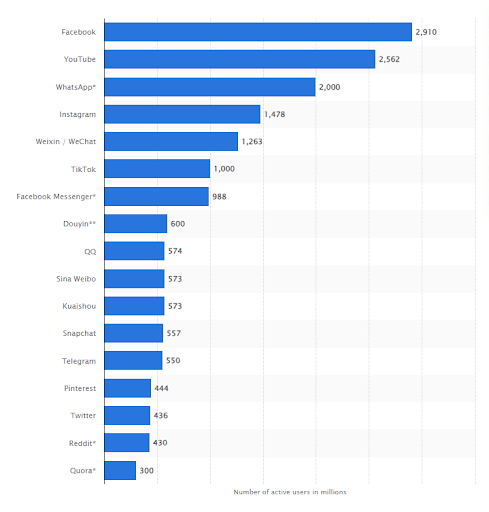 Facebook 2,910
YouTube 2,562
WhatsApp* 2,000
Instagram 1,478
Weixin / WeChat 1,263
TikTok 1,000
Facebook Messenger* 988
Douyin** 600
QQ 574
Sina Weibo 573
Kuaishou 573
Snapchat 557
Telegram 550
Pinterest 444
Twitter 436
Reddit* 430
Quora* 300
Number of active users in millions